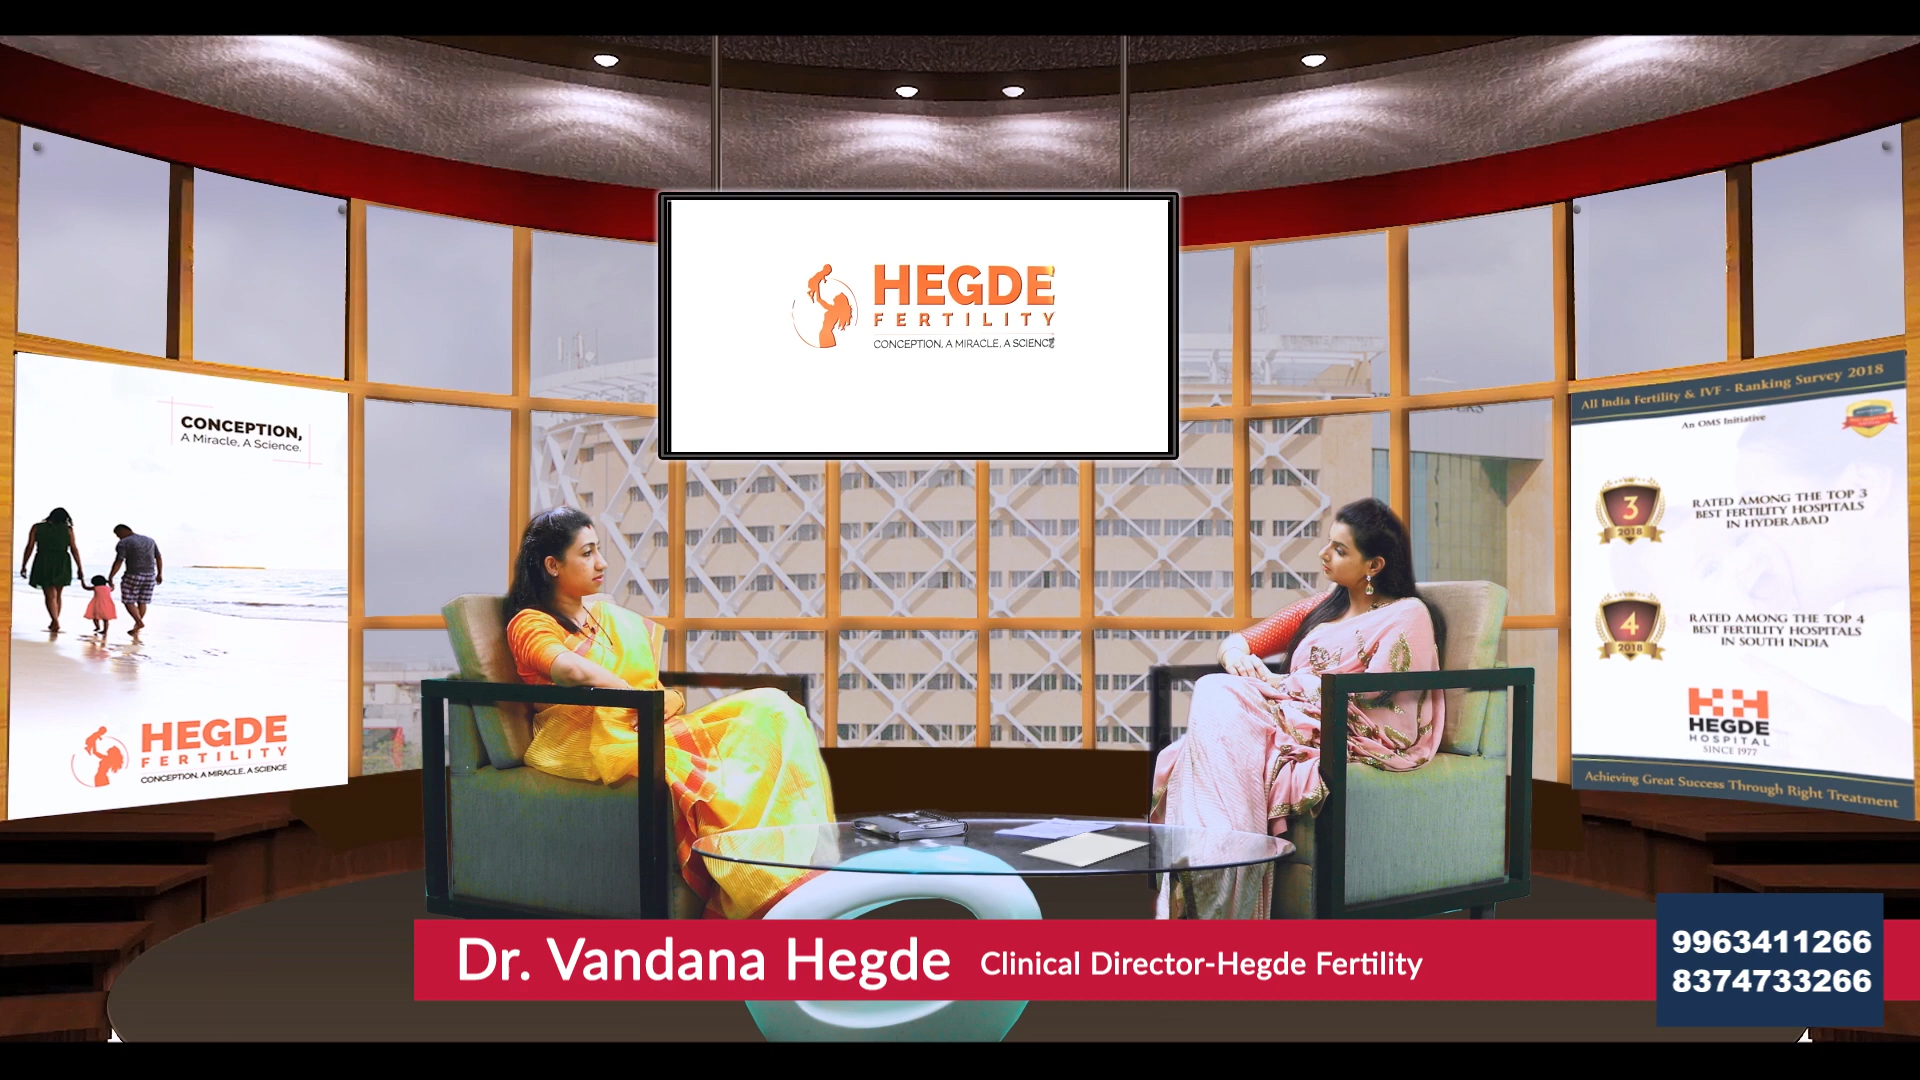 HEGDE
FERTILITY
CONCEPTION, A MIRACLE, A SCIENCE
CONCEPTION,
A Miracle, A Science.
HEGDE
FERTILITY
CONCEPTION, A MIRACLE, A SCIENCE
All India Fertility & IVF - Ranking Survey 2018
An OMS Initiative
3
2018
RATED AMONG THE TOP 3
BEST FERTILITY HOSPITALS
IN HYDERABAD
4
2018
RATED AMONG THE TOP 4
BEST FERTILITY HOSPITALS
IN SOUTH INDIA
HEGDE
HOSPITAL
SINCE 1977
Achieving Great Success Through Right Treatment
Dr. Vandana Hegde Clinical Director-Hegde Fertility
9963411266
8374733266